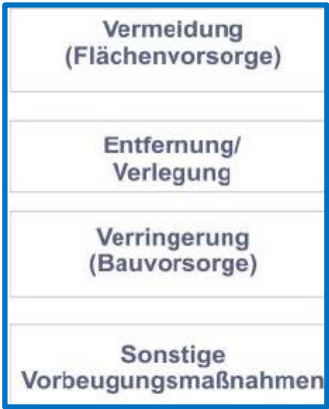 Vermeidung
(Flächenvorsorge)
Entfernung/
Verlegung
Verringerung
(Bauvorsorge)
Sonstige
Vorbeugungsmaßnahmen